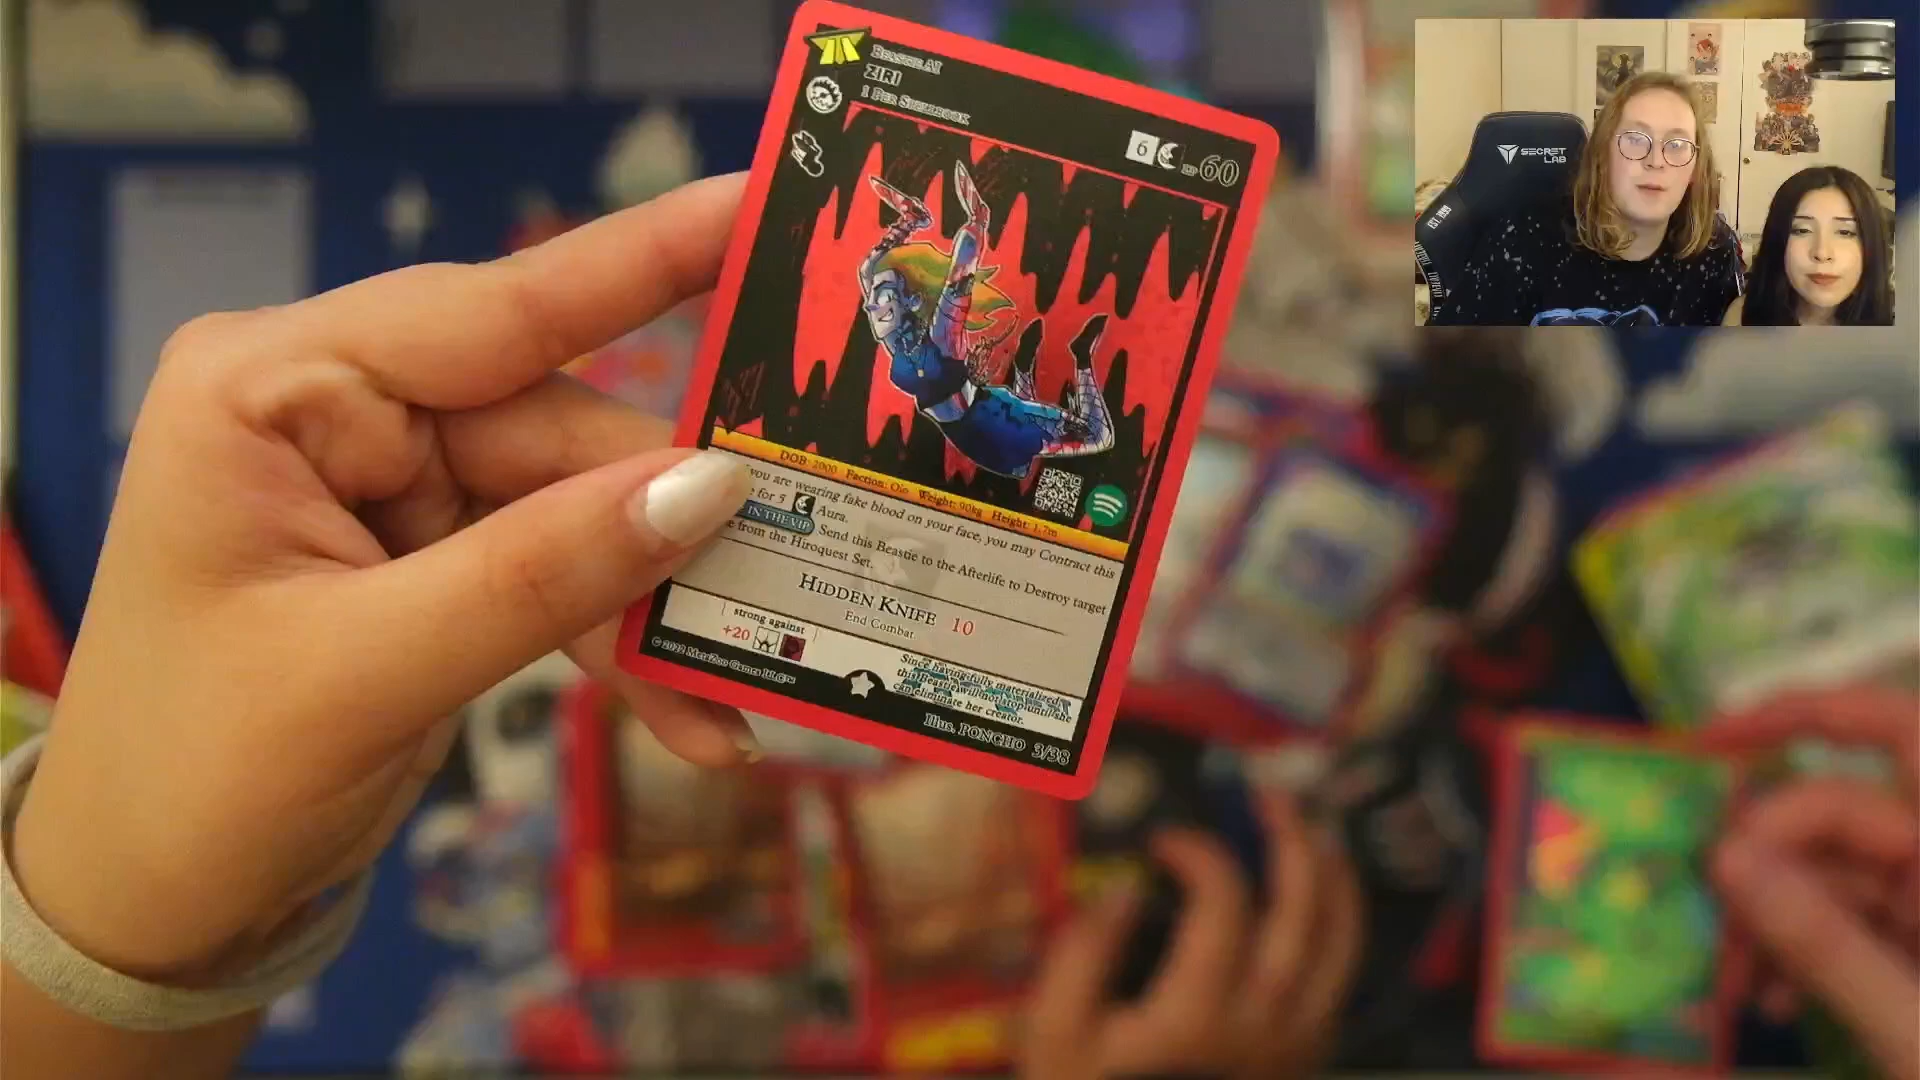 BEASTIE AI
ZIRI
1 PER SPELLBOOK
6
60
SECRET
LAB
DOB: 2000 Faction: Olo Weight: 90kg Height: 1.7m
you are wearing fake blood on your face, you may Contract this
for 5 Aura.
IN THE VIP Send this Beastie to the Afterlife to Destroy target
from the Hiroquest Set.
HIDDEN KNIFE 10
End Combat
strong against
+20
© 2022 MetaZoo Games LLC™
Since having fully materialized
this Beastie will not stop until she
can eliminate her creator.
Illus. PONCHO 3/38